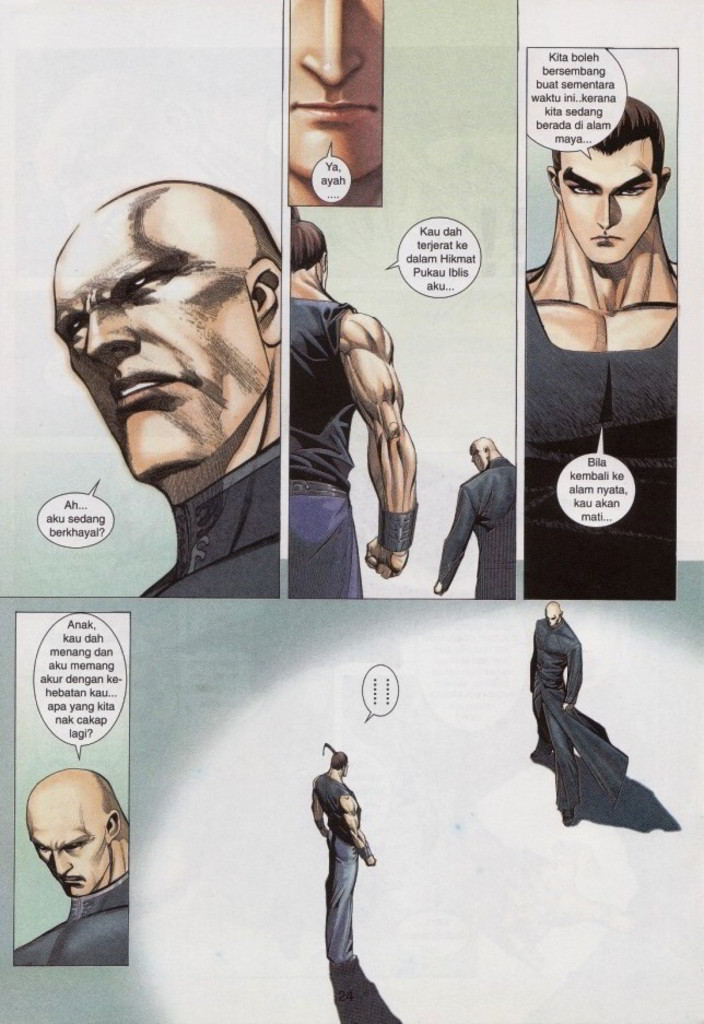 Ah...
aku sedang
berkhayal?
Ya,
ayah
....
Kau dah
terjerat ke
dalam Hikmat
Pukau Iblis
aku...
Kita boleh
bersembang
buat sementara
waktu ini..kerana
kita sedang
berada di alam
maya...
Bila
kembali ke
alam nyata,
kau akan
mati...
Anak,
kau dah
menang dan
aku memang
akur dengan ke-
hebatan kau...
apa yang kita
nak cakap
lagi?
......
24